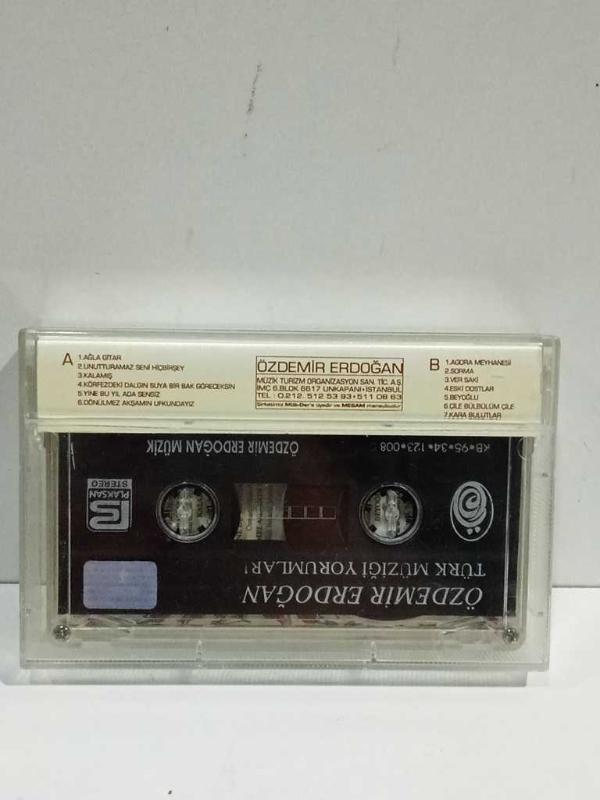 A
1.AĞLA GİTAR
2.UNUTTURAMAZ SENİ HİÇBİRŞEY
3.KALAMIŞ
4.KÖRFEZDEKİ DALGIN SUYA BİR BAK GÖRECEKSİN
5.YİNE BU YIL ADA SENSİZ
6.DÖNÜLMEZ AKŞAMIN UFKUNDAYIZ
ÖZDEMİR ERDOĞAN
MÜZİK TURİZM ORGANİZASYON SAN. TİC. A.Ş.
İMÇ 6.BLOK 6617 UNKAPANI•İSTANBUL
TEL : 0.212. 512 53 93•511 08 63
B
1.AGORA MEYHANESİ
2.SORMA
3.VER SAKİ
4.ESKİ DOSTLAR
5.BEYOĞLU
6.ÇİLE BÜLBÜLÜM ÇİLE
7.KARA BULUTLAR
ÖZDEMİR ERDOĞAN
TÜRK MÜZİĞİ YORUMLARI
PLAKSAN
STEREO
KB•95•34•123•008
ÖZDEMİR ERDOĞAN MÜZİK